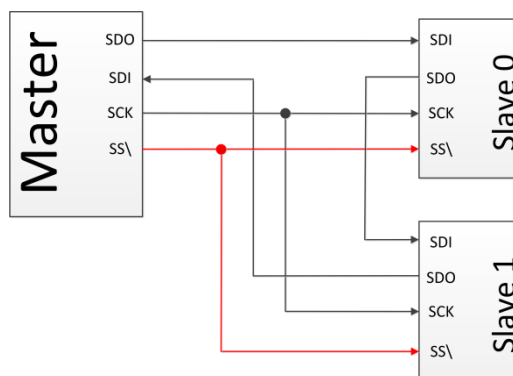 Master
SDO
SDI
SCK
SS\
SDI
SDO
SCK
SS\
Slave 0
SDI
SDO
SCK
SS\
Slave 1